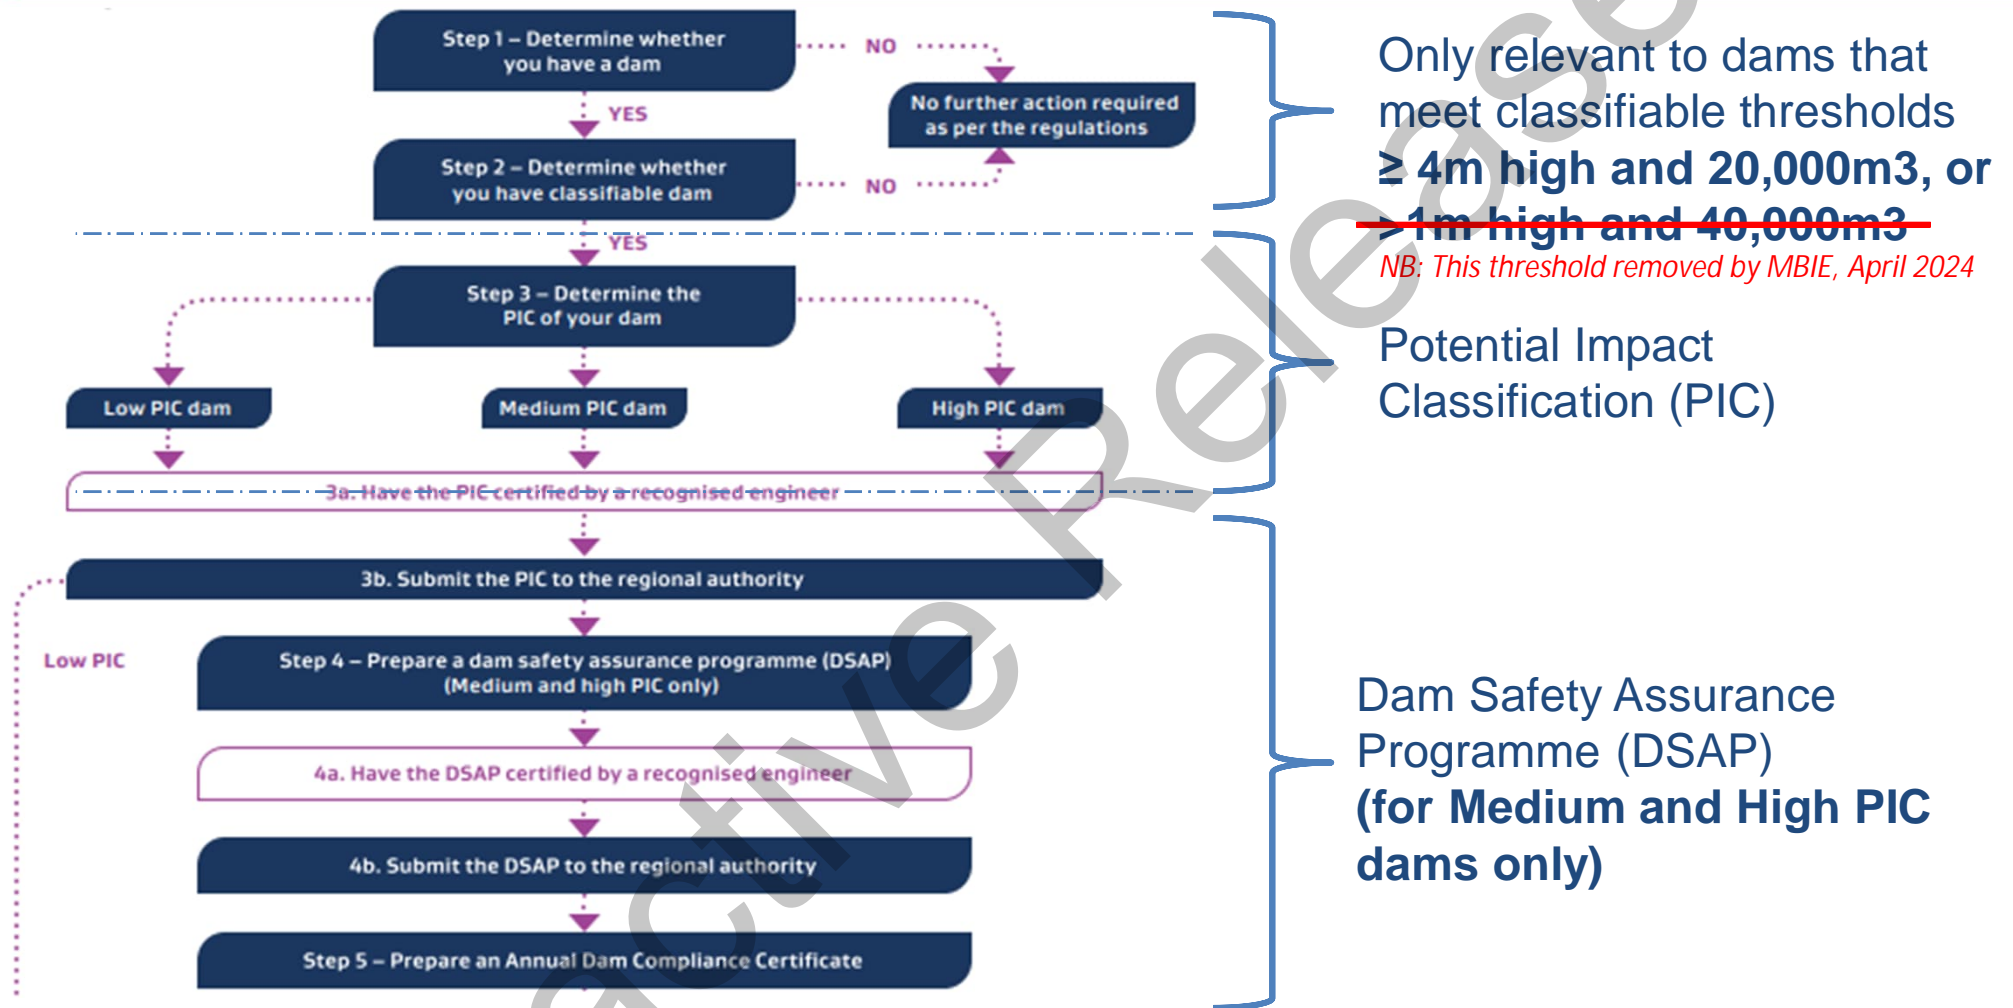 Step 1 – Determine whether
you have a dam
NO
No further action required
as per the regulations
YES
Step 2 – Determine whether
you have classifiable dam
NO
YES
Step 3 – Determine the
PIC of your dam
Low PIC dam
Medium PIC dam
High PIC dam
3a. Have the PIC certified by a recognised engineer
3b. Submit the PIC to the regional authority
Low PIC
Step 4 – Prepare a dam safety assurance programme (DSAP)
(Medium and high PIC only)
4a. Have the DSAP certified by a recognised engineer
4b. Submit the DSAP to the regional authority
Step 5 – Prepare an Annual Dam Compliance Certificate
Only relevant to dams that
meet classifiable thresholds
≥ 4m high and 20,000m3, or
>1m high and 40,000m3
NB: This threshold removed by MBIE, April 2024
Potential Impact
Classification (PIC)
Dam Safety Assurance
Programme (DSAP)
(for Medium and High PIC
dams only)
active Release